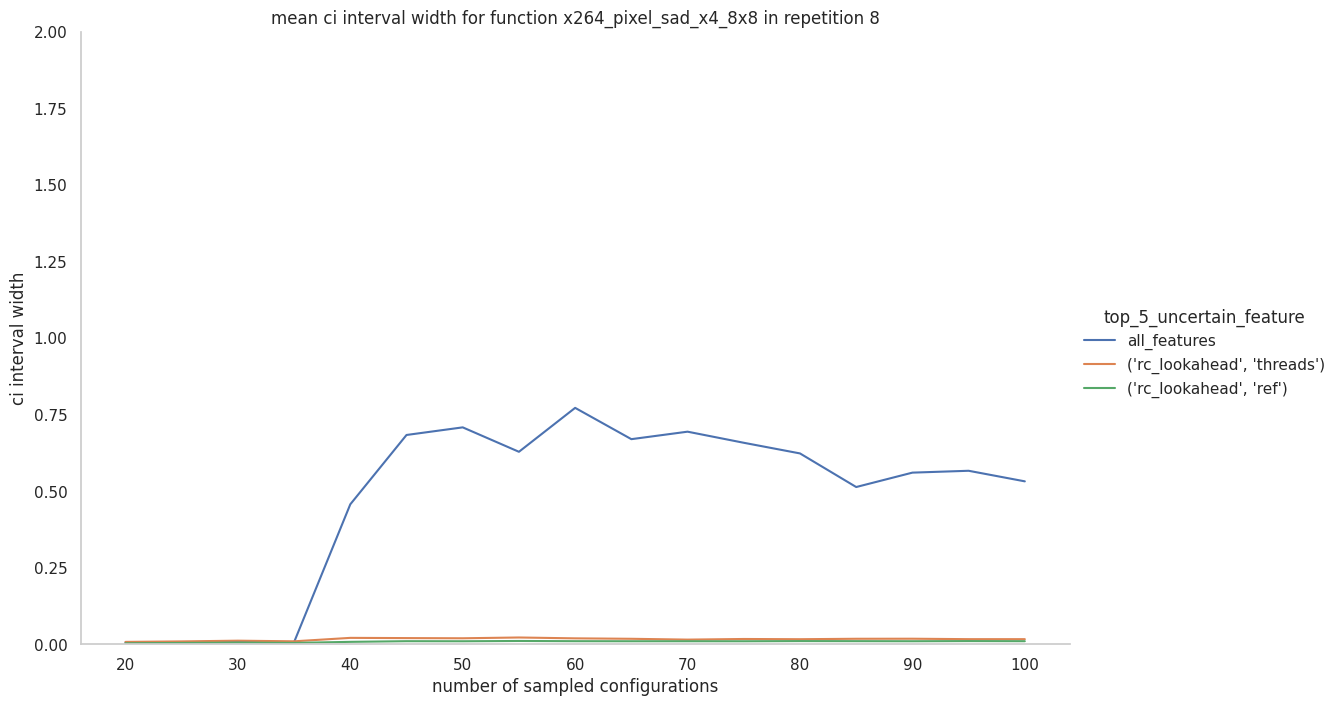 mean ci interval width for function x264_pixel_sad_x4_8x8 in repetition 8
2.00
1.75
1.50
1.25
1.00
0.75
0.50
0.25
0.00
ci interval width
20 30 40 50 60 70 80 90 100
number of sampled configurations
top_5_uncertain_feature
all_features
('rc_lookahead', 'threads')
('rc_lookahead', 'ref')